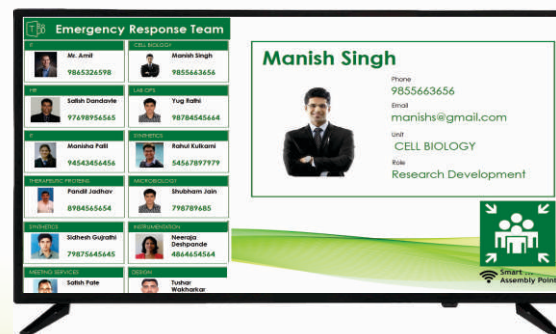 Emergency Response Team
IT
CELL BIOLOGY
Mr. Amit
9865326598
Manish Singh
9855663656
HR
LAB OPS
Satish Dandavte
97698956565
Yug Rathi
98784545664
IT
SYNTHETICS
Manisha Patil
94543456456
Rahul Kulkarni
54567897979
THERAPEUTIC PROTEINS
MICROBIOLOGY
Pandit Jadhav
8984565654
Shubham Jain
798789685
SYNTHETICS
INSTRUMENTATION
Sidhesh Gujrathi
79875645645
Neeraja
Deshpande
4864654564
MEETING SERVICES
DESIGN
Satish Pate
Tushar
Wakharkar
Manish Singh
Phone
9855663656
Email
manishs@gmail.com
Unit
CELL BIOLOGY
Role
Research Development
Smart
Assembly Point